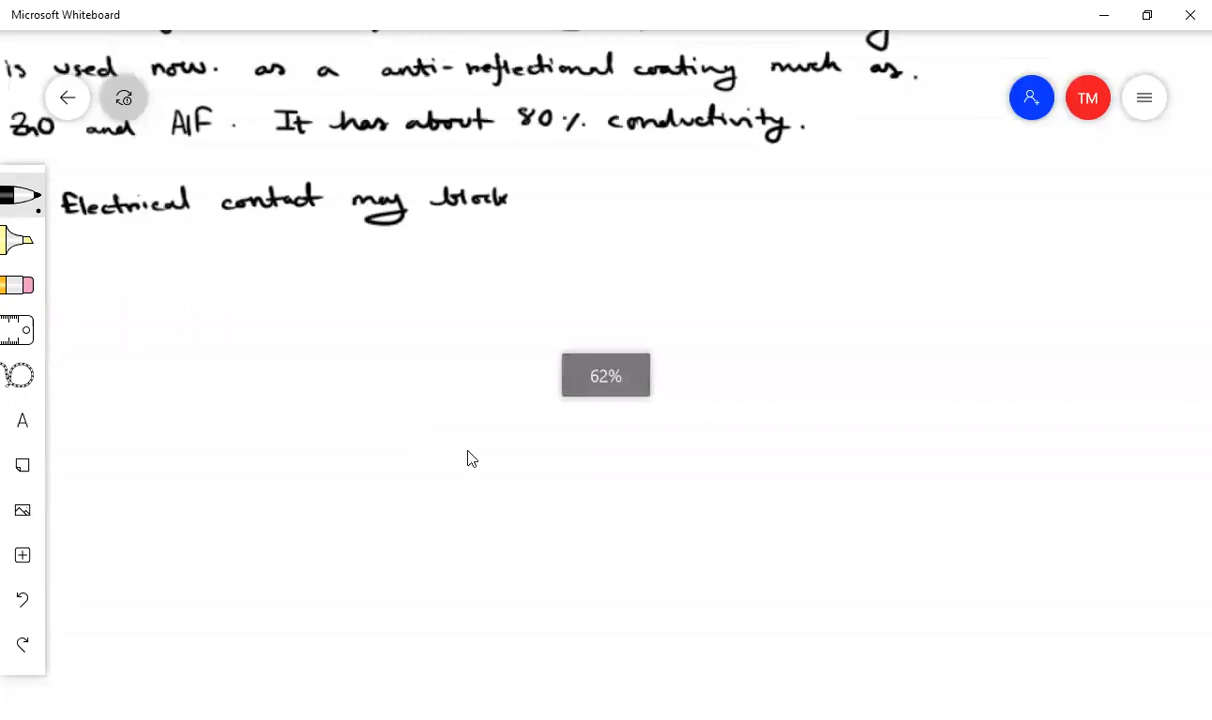 Microsoft Whiteboard
is used now. as a anti-reflectional coating much as.
ZnO and AlF. It has about 80% conductivity.
TM
Electrical contact may block
62%
A